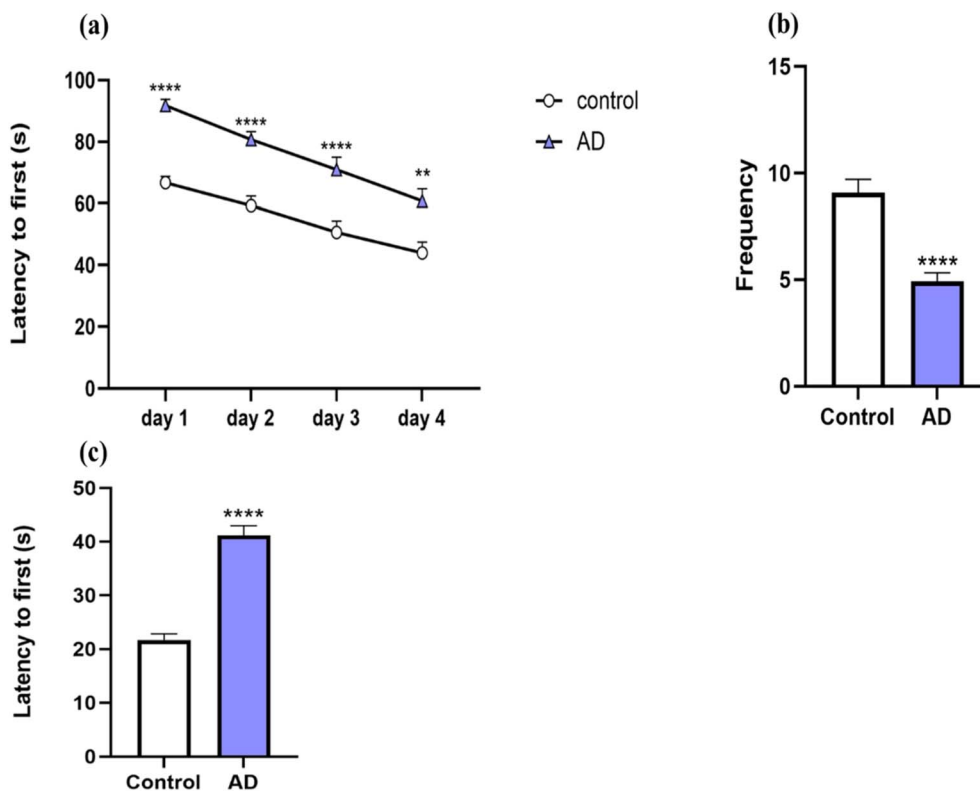 (a)
Latency to first (s)
100
80
60
40
20
0
****
****
****
**
day 1 day 2 day 3 day 4
control
AD
(b)
Frequency
15
10
5
0
****
Control AD
(c)
Latency to first (s)
50
40
30
20
10
0
****
Control AD